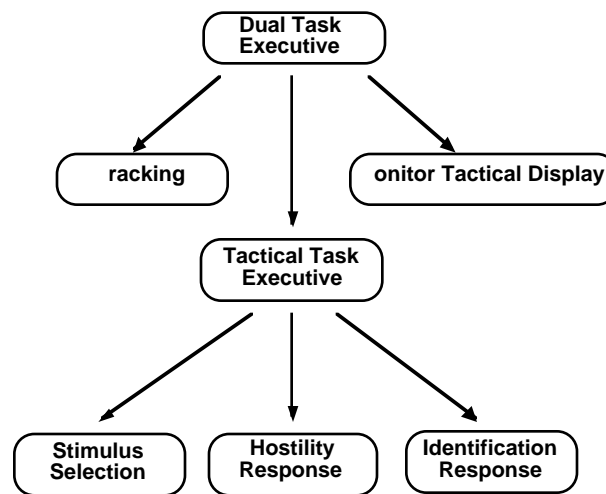 Dual Task
Executive
racking
onitor Tactical Display
Tactical Task
Executive
Stimulus
Selection
Hostility
Response
Identification
Response